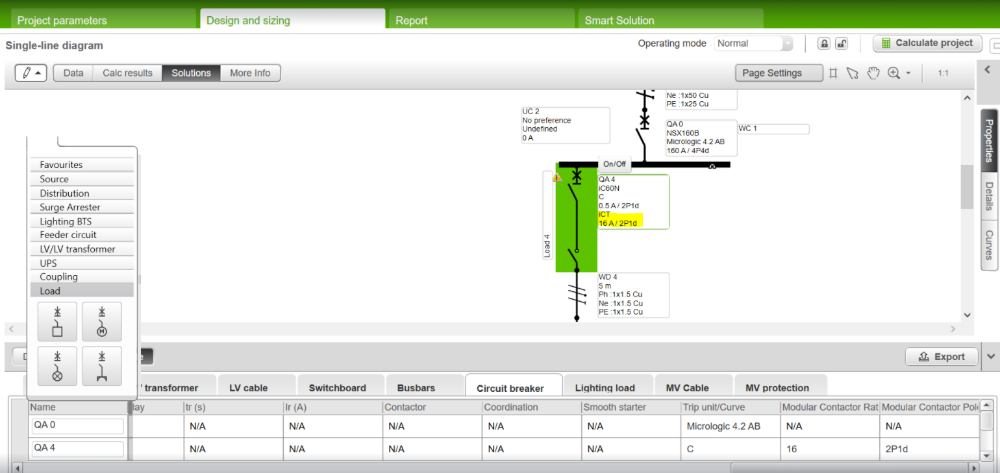 Project parameters
Design and sizing
Report
Smart Solution
Single-line diagram
Operating mode
Normal
Calculate project
Data
Calc results
Solutions
More Info
Page Settings
1:1
Ne :1x50 Cu
PE :1x25 Cu
UC 2
No preference
Undefined
0 A
QA 0
NSX160B
Micrologic 4.2 AB
160 A / 4P4d
WC 1
Properties
Details
Curves
On/Off
Load 4
QA 4
iC60N
C
0.5 A / 2P1d
iCT
16 A / 2P1d
WD 4
5 m
Ph :1x1.5 Cu
Ne :1x1.5 Cu
PE :1x1.5 Cu
Favourites
Source
Distribution
Surge Arrester
Lighting BTS
Feeder circuit
LV/LV transformer
UPS
Coupling
Load
M
Export
transformer
LV cable
Switchboard
Busbars
Circuit breaker
Lighting load
MV Cable
MV protection
Name
lay
tr (s)
Ir (A)
Contactor
Coordination
Smooth starter
Trip unit/Curve
Modular Contactor Rat
Modular Contactor Pol
QA 0
N/A
N/A
N/A
N/A
N/A
Micrologic 4.2 AB
N/A
N/A
QA 4
N/A
N/A
N/A
N/A
N/A
C
16
2P1d